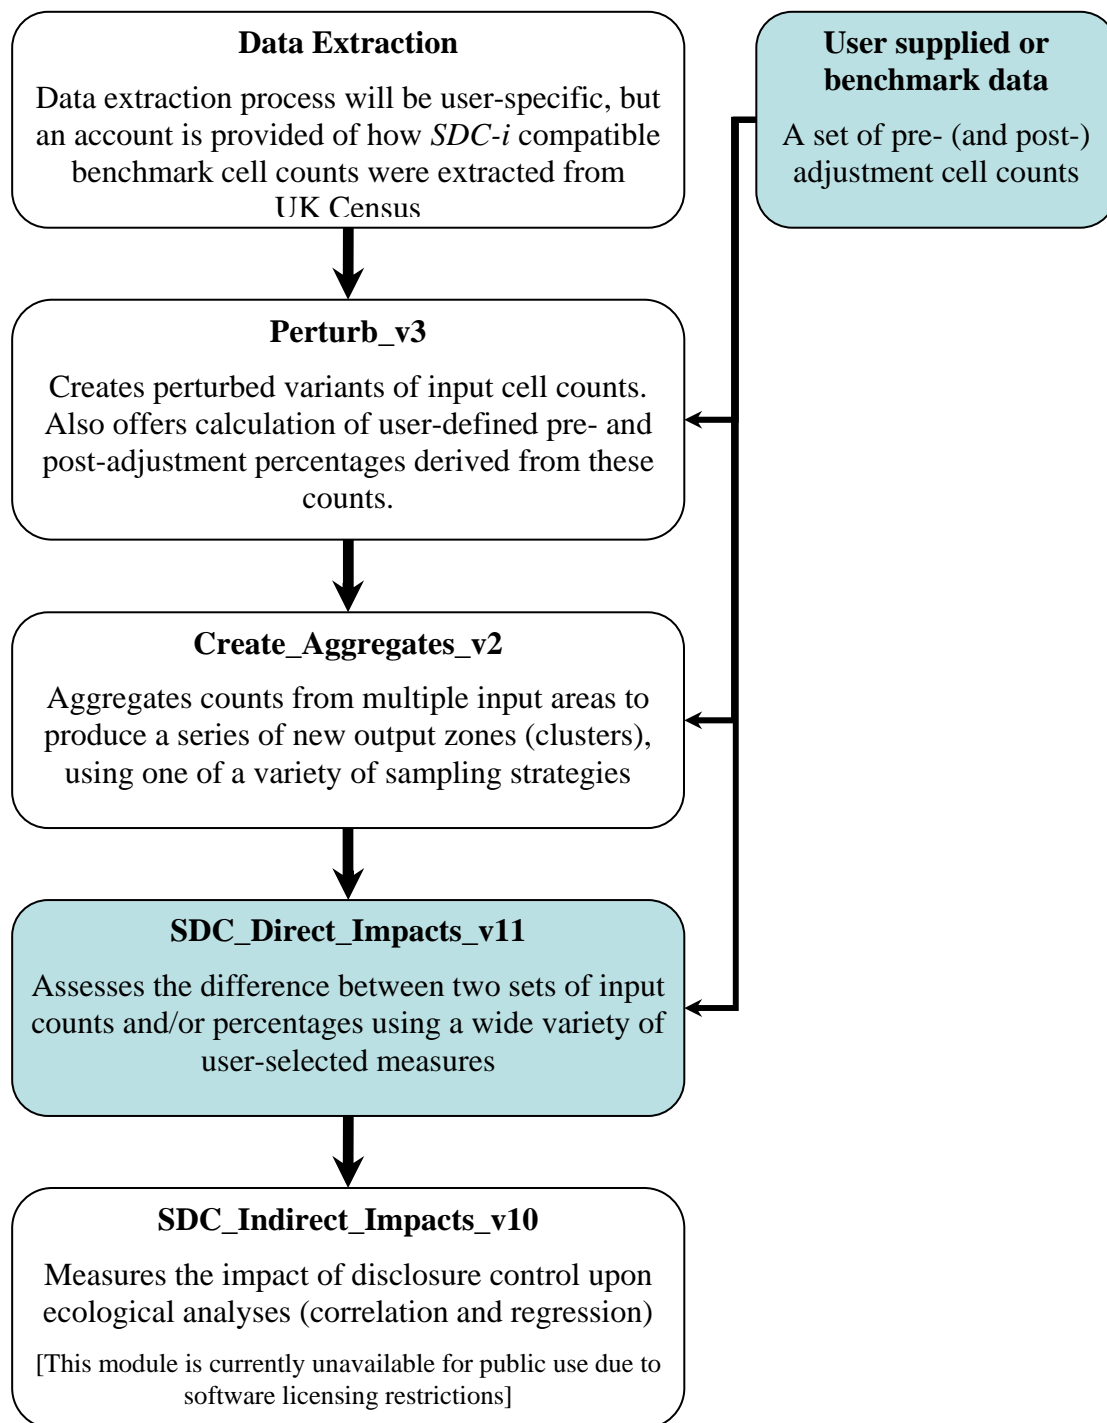 Data Extraction
Data extraction process will be user-specific, but
an account is provided of how SDC-i compatible
benchmark cell counts were extracted from
UK Census
User supplied or
benchmark data
A set of pre- (and post-)
adjustment cell counts
Perturb_v3
Creates perturbed variants of input cell counts.
Also offers calculation of user-defined pre- and
post-adjustment percentages derived from these
counts.
Create_Aggregates_v2
Aggregates counts from multiple input areas to
produce a series of new output zones (clusters),
using one of a variety of sampling strategies
SDC_Direct_Impacts_v11
Assesses the difference between two sets of input
counts and/or percentages using a wide variety of
user-selected measures
SDC_Indirect_Impacts_v10
Measures the impact of disclosure control upon
ecological analyses (correlation and regression)
[This module is currently unavailable for public use due to
software licensing restrictions]